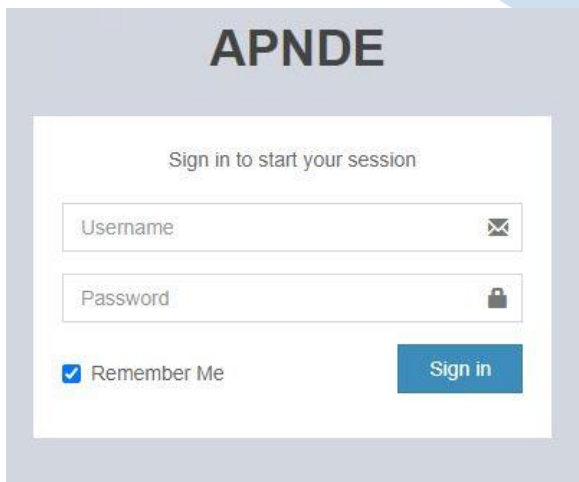 APNDE
Sign in to start your session
Username
Password
Remember Me
Sign in